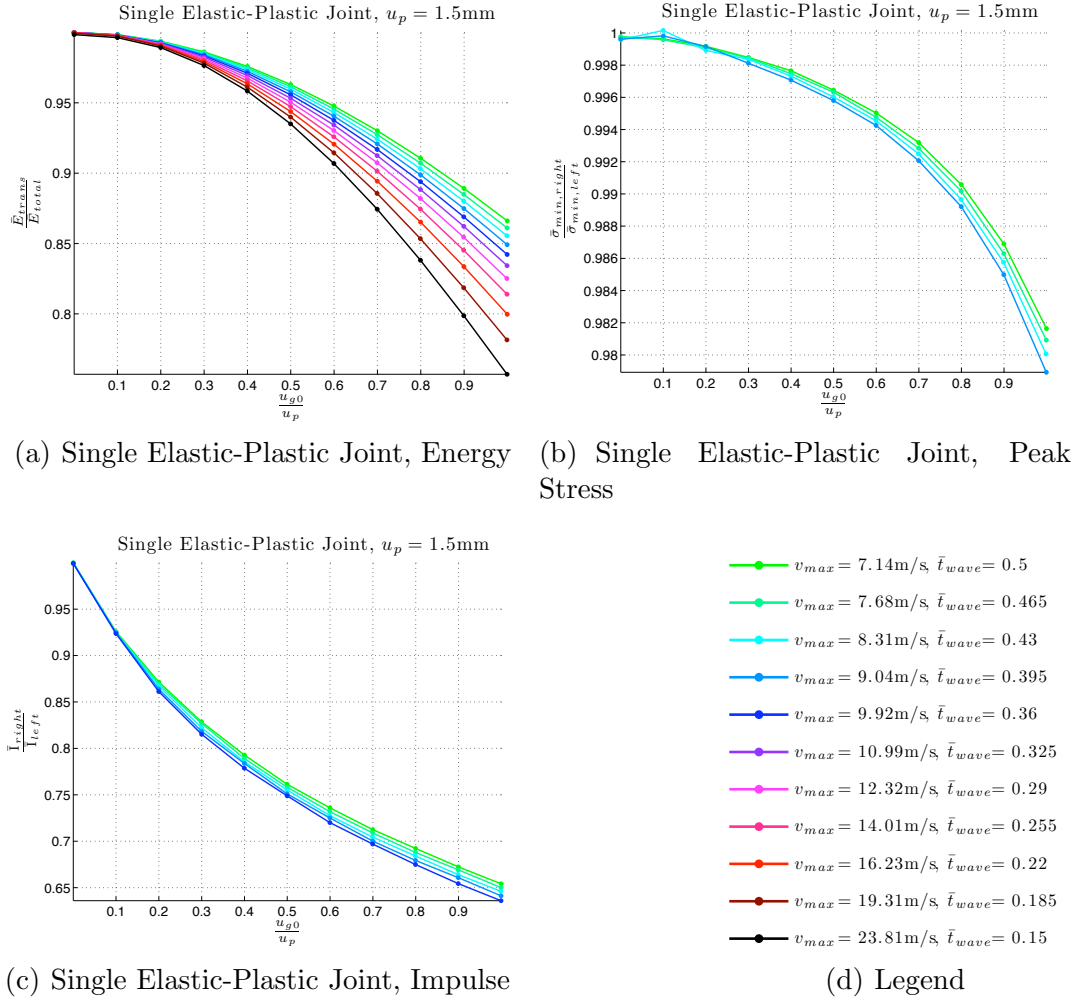 Single Elastic-Plastic Joint, u_p = 1.5mm
1
0.95
0.9
0.85
0.8
Ē_trans / Ē_total
0.1 0.2 0.3 0.4 0.5 0.6 0.7 0.8 0.9
u_g0 / u_p
(a) Single Elastic-Plastic Joint, Energy
Single Elastic-Plastic Joint, u_p = 1.5mm
1
0.998
0.996
0.994
0.992
0.99
0.988
0.986
0.984
0.982
0.98
σ̄_min,right / σ̄_min,left
0.1 0.2 0.3 0.4 0.5 0.6 0.7 0.8 0.9
u_g0 / u_p
(b) Single Elastic-Plastic Joint, Peak
Stress
Single Elastic-Plastic Joint, u_p = 1.5mm
0.95
0.9
0.85
0.8
0.75
0.7
0.65
Ī_right / Ī_left
0.1 0.2 0.3 0.4 0.5 0.6 0.7 0.8 0.9
u_g0 / u_p
(c) Single Elastic-Plastic Joint, Impulse
v_max = 7.14m/s, t̄_wave = 0.5
v_max = 7.68m/s, t̄_wave = 0.465
v_max = 8.31m/s, t̄_wave = 0.43
v_max = 9.04m/s, t̄_wave = 0.395
v_max = 9.92m/s, t̄_wave = 0.36
v_max = 10.99m/s, t̄_wave = 0.325
v_max = 12.32m/s, t̄_wave = 0.29
v_max = 14.01m/s, t̄_wave = 0.255
v_max = 16.23m/s, t̄_wave = 0.22
v_max = 19.31m/s, t̄_wave = 0.185
v_max = 23.81m/s, t̄_wave = 0.15
(d) Legend